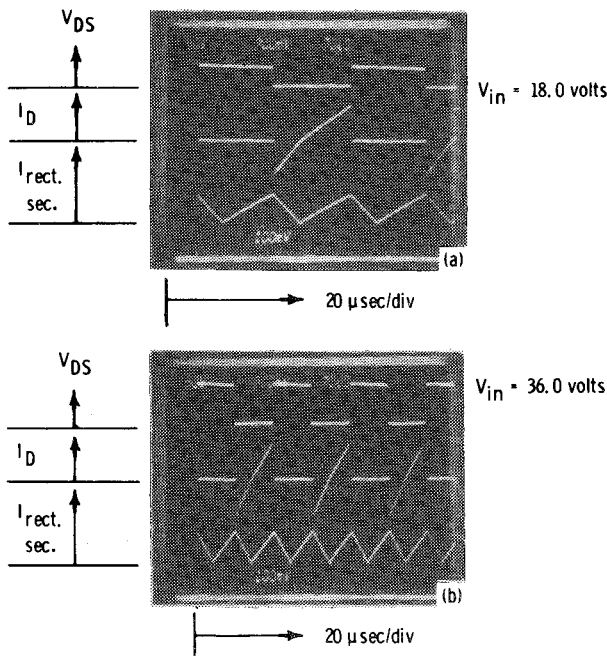 V_DS
I_D
I_rect. sec.
V_in = 18.0 volts
(a)
20 μsec/div
V_DS
I_D
I_rect. sec.
V_in = 36.0 volts
(b)
20 μsec/div